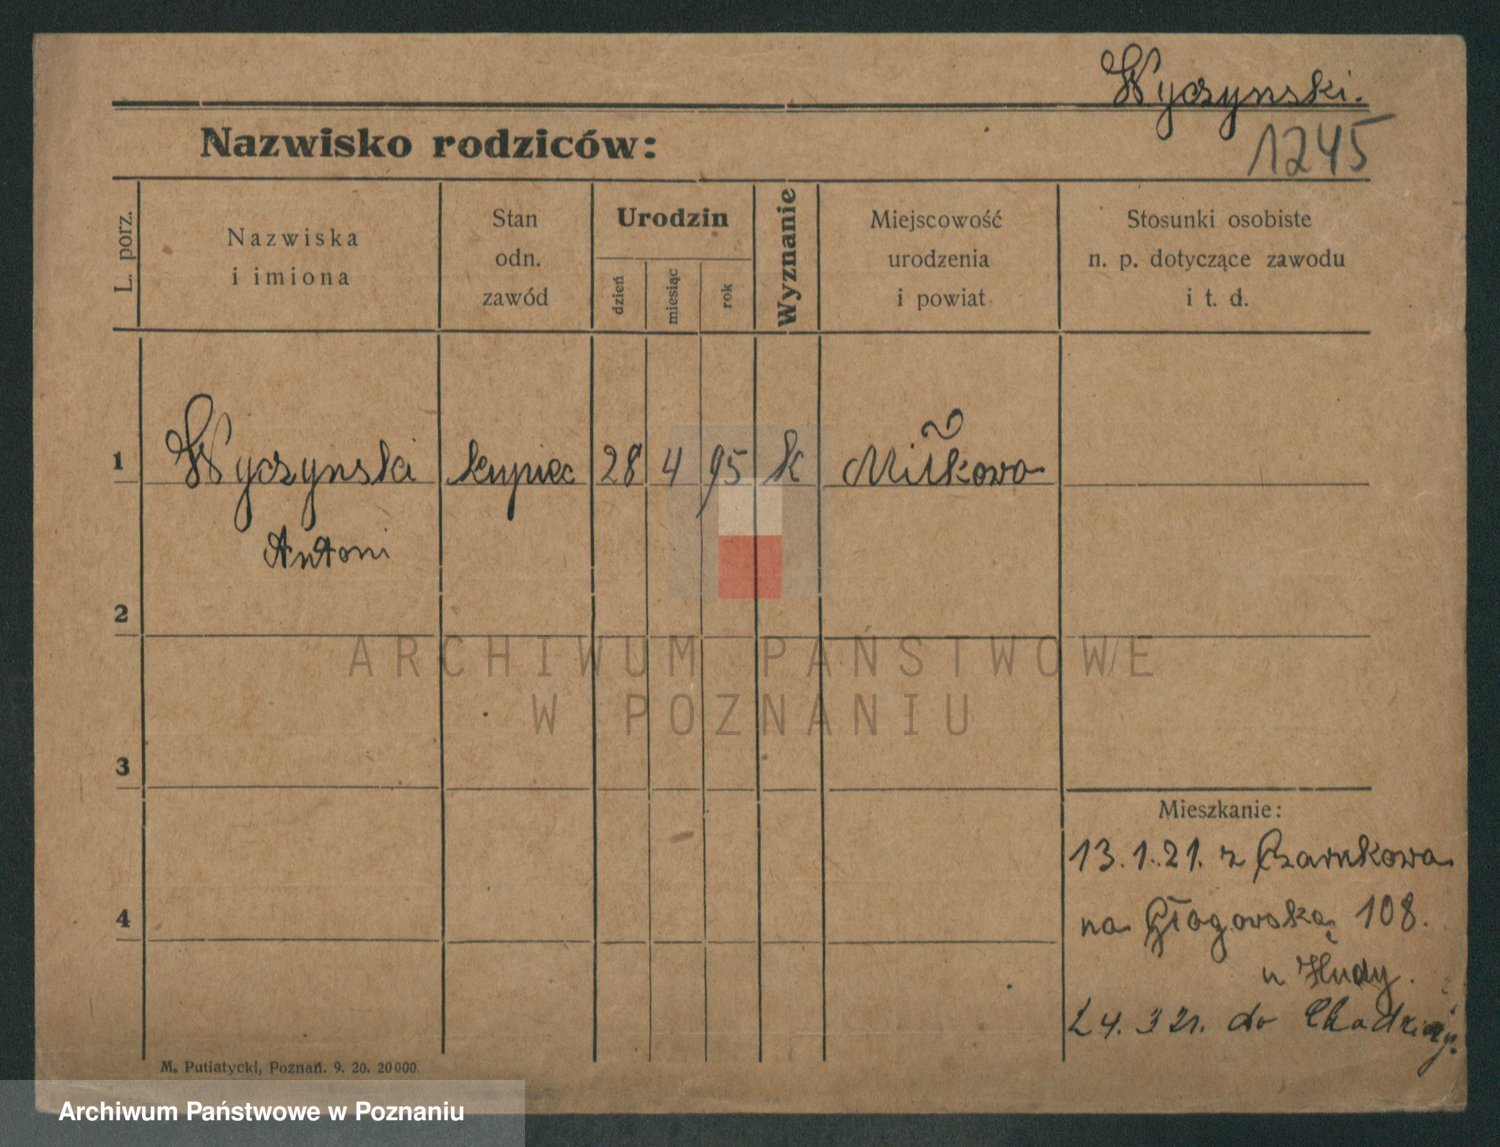 Wyczynski.
1245
Nazwisko rodziców:
L. porz.
Nazwiska
i imiona
Stan
odn.
zawód
Urodzin
dzień
miesiąc
rok
Wyznanie
Miejscowość
urodzenia
i powiat
Stosunki osobiste
n. p. dotyczące zawodu
i t. d.
1 Wyczynski kupiec 28 4 95 k Miłkowo
Antoni
2
ARCHIWUM PAŃSTWOWE
W POZNANIU
3
Mieszkanie:
13.1.21. z Czarnkowa
4
na Głogowską 108.
u Hudy.
24.3 21. do
M. Putiatycki, Poznań. 9. 20. 20000.
Archiwum Państwowe w Poznaniu